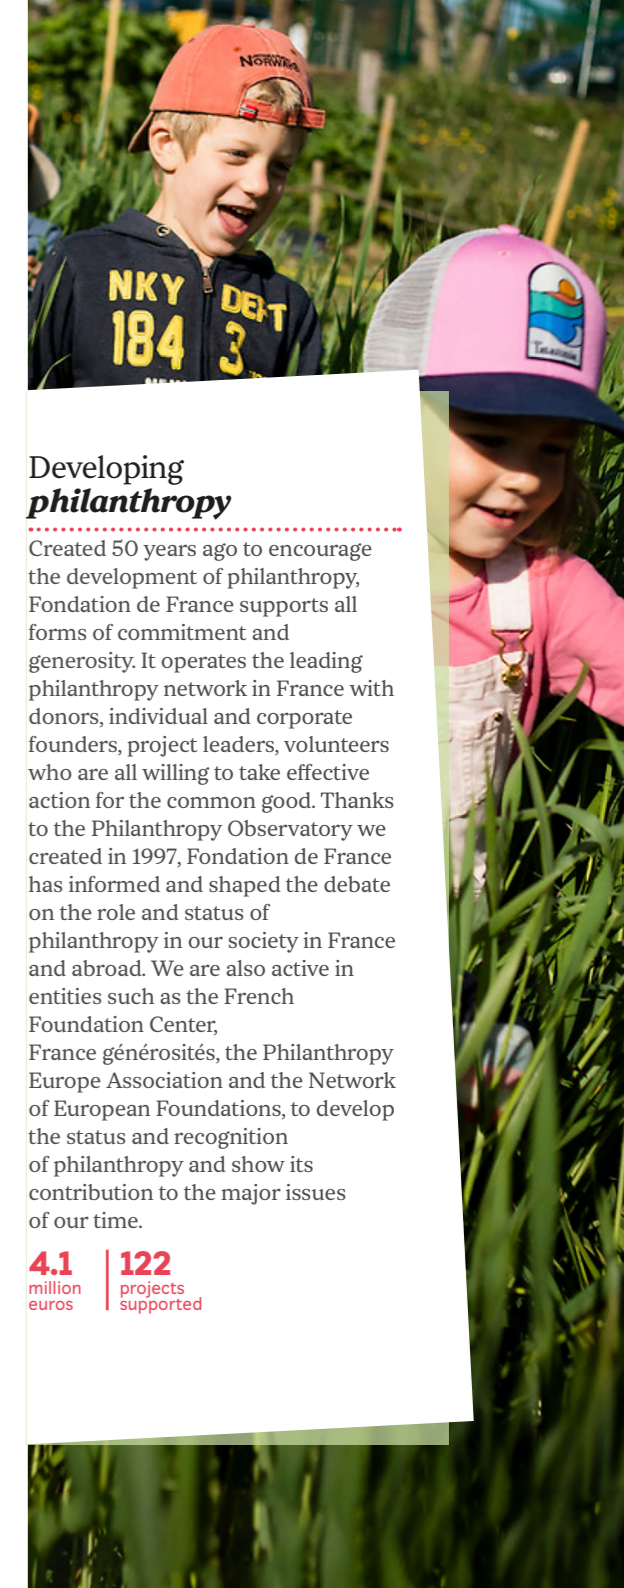 NORWAY
NKY DEPT
184 3
Developing
philanthropy
Created 50 years ago to encourage
the development of philanthropy,
Fondation de France supports all
forms of commitment and
generosity. It operates the leading
philanthropy network in France with
donors, individual and corporate
founders, project leaders, volunteers
who are all willing to take effective
action for the common good. Thanks
to the Philanthropy Observatory we
created in 1997, Fondation de France
has informed and shaped the debate
on the role and status of
philanthropy in our society in France
and abroad. We are also active in
entities such as the French
Foundation Center,
France générosités, the Philanthropy
Europe Association and the Network
of European Foundations, to develop
the status and recognition
of philanthropy and show its
contribution to the major issues
of our time.
4.1
million
euros
122
projects
supported